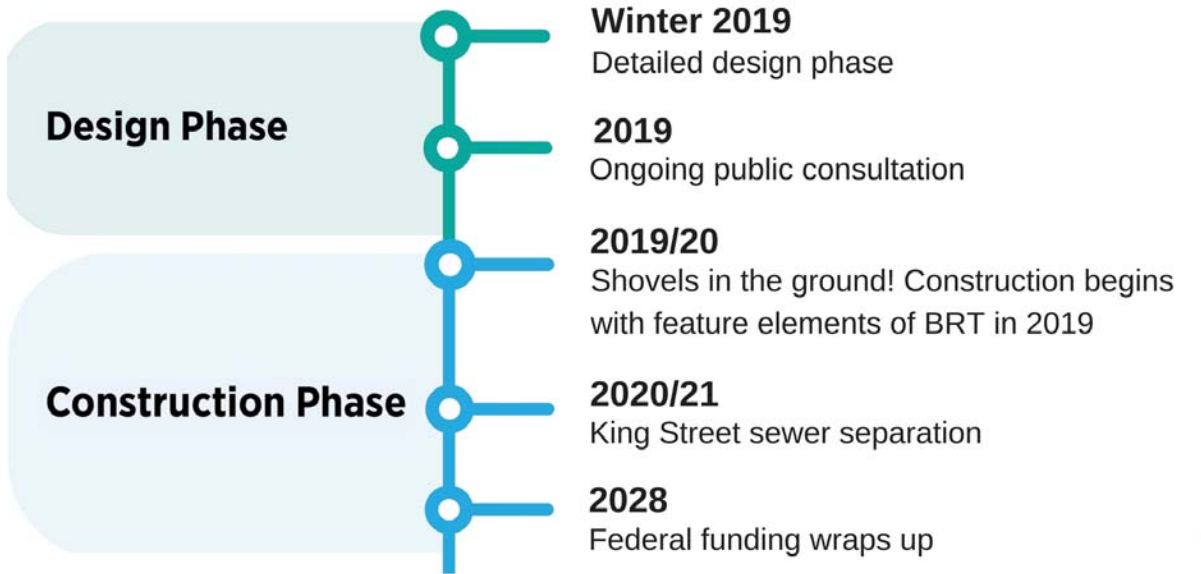 Design Phase
Winter 2019
Detailed design phase
2019
Ongoing public consultation
Construction Phase
2019/20
Shovels in the ground! Construction begins
with feature elements of BRT in 2019
2020/21
King Street sewer separation
2028
Federal funding wraps up